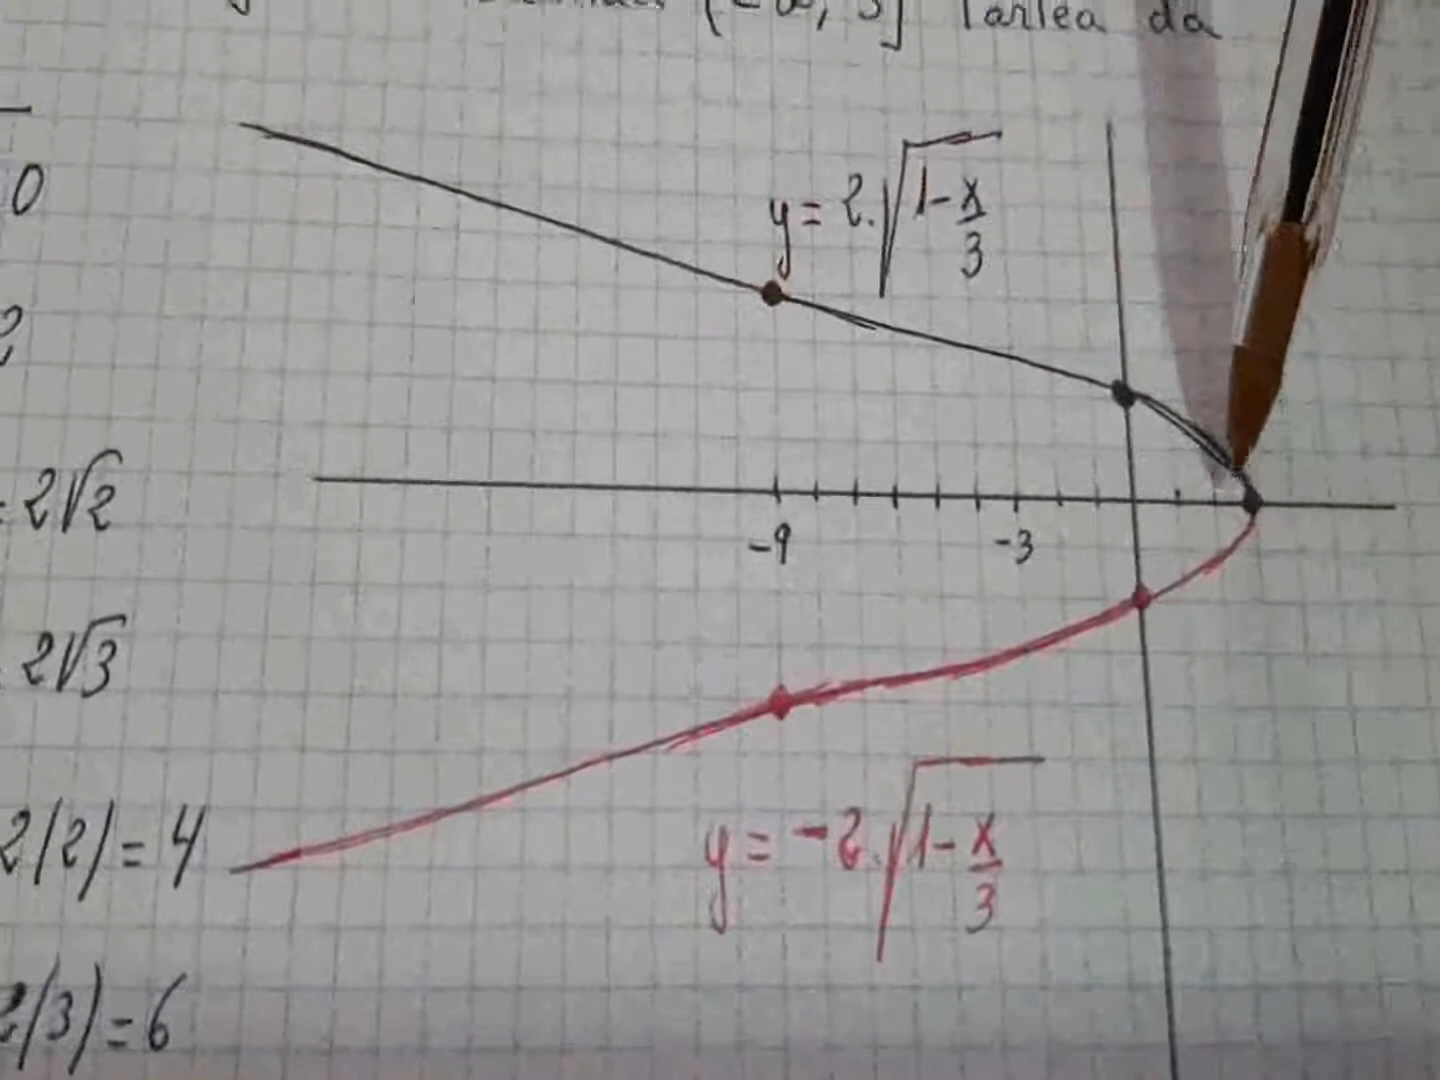 (-∞, 3] tartea da
0
y = 2·√(1-x/3)
2
= 2√2
-9 -3
2√3
2(2) = 4
y = -2·√(1-x/3)
2(3) = 6